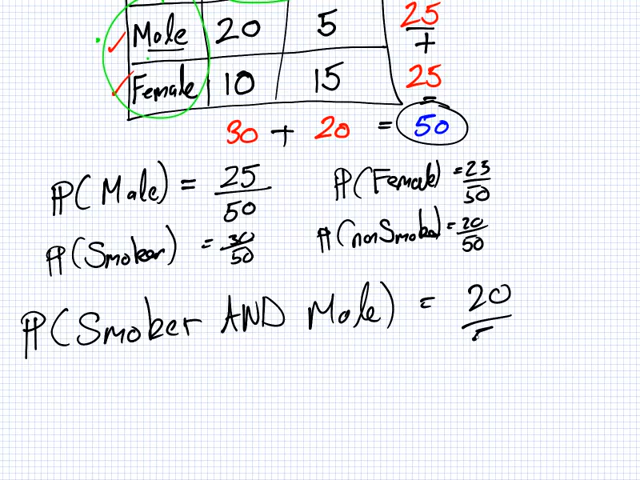 Male 20 5 25
+
Female 10 15 25
=
30 + 20 = 50
P(Male) = 25/50 P(Female) = 25/50
P(Smoker) = 30/50 P(nonSmoker) = 20/50
P(Smoker AND Male) = 20/